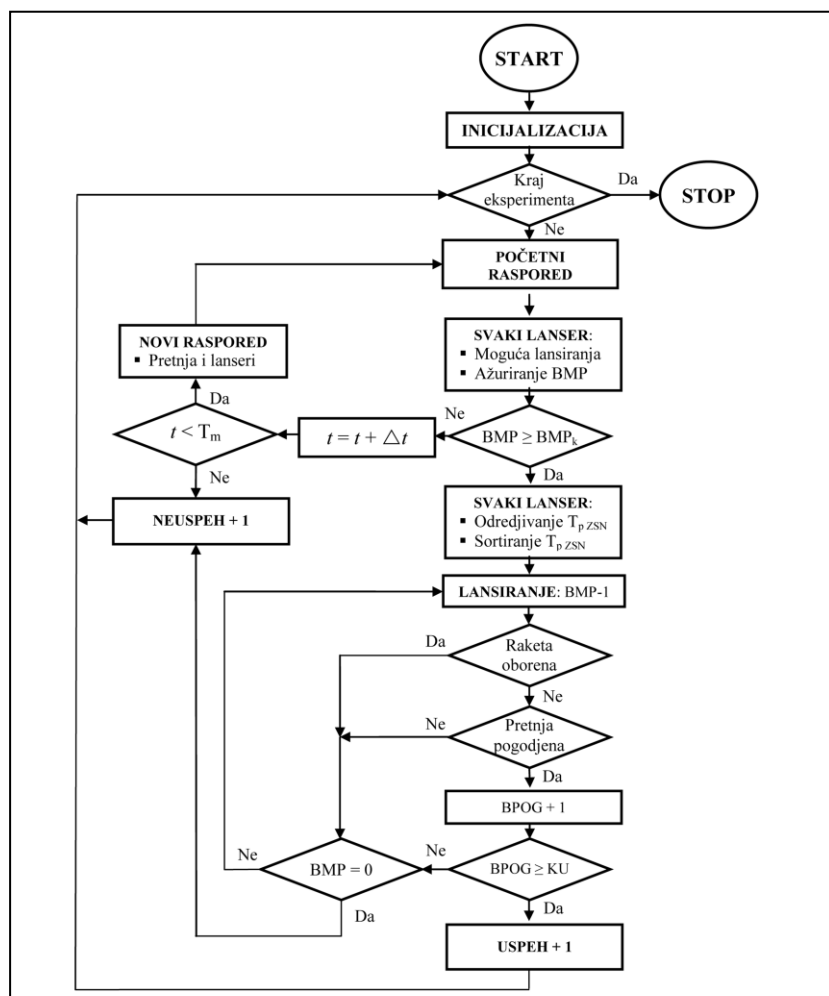 START
INICIJALIZACIJA
Kraj
eksperimenta
Da
STOP
Ne
POČETNI
RASPORED
NOVI RASPORED
▪ Pretnja i lanseri
SVAKI LANSER:
▪ Moguća lansiranja
▪ Ažuriranje BMP
Da
t < Tm
t = t + △t
Ne
BMP ≥ BMPk
Ne
Da
NEUSPEH + 1
SVAKI LANSER:
▪ Odredjivanje Tp ZSN
▪ Sortiranje Tp ZSN
LANSIRANJE: BMP-1
Da
Raketa
oborena
Ne
Ne
Pretnja
pogodjena
Da
BPOG + 1
Ne
BMP = 0
Ne
BPOG ≥ KU
Da
Da
USPEH + 1